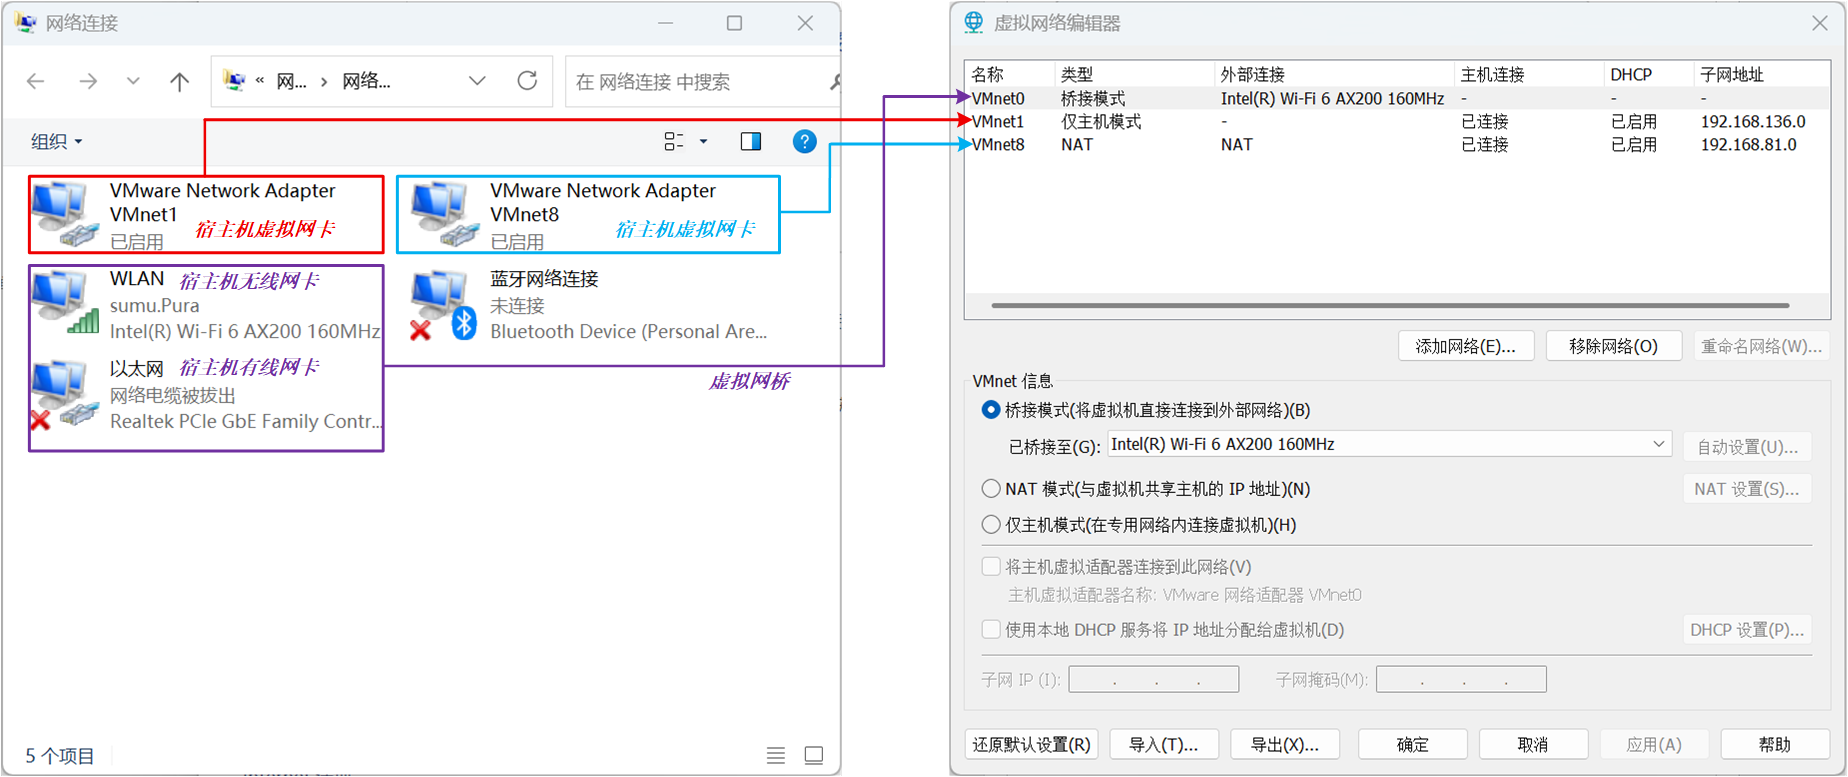 网络连接
« 网... › 网络...
在 网络连接 中搜索
组织
VMware Network Adapter
VMnet1
宿主机虚拟网卡
已启用
VMware Network Adapter
VMnet8
宿主机虚拟网卡
已启用
WLAN 宿主机无线网卡
sumu.Pura
Intel(R) Wi-Fi 6 AX200 160MHz
蓝牙网络连接
未连接
Bluetooth Device (Personal Are...
以太网 宿主机有线网卡
网络电缆被拔出
Realtek PCIe GbE Family Contr...
虚拟网桥
5 个项目
虚拟网络编辑器
名称 类型 外部连接 主机连接 DHCP 子网地址
VMnet0 桥接模式 Intel(R) Wi-Fi 6 AX200 160MHz - - -
VMnet1 仅主机模式 - 已连接 已启用 192.168.136.0
VMnet8 NAT NAT 已连接 已启用 192.168.81.0
添加网络(E)... 移除网络(O) 重命名网络(W)...
VMnet 信息
桥接模式(将虚拟机直接连接到外部网络)(B)
已桥接至(G): Intel(R) Wi-Fi 6 AX200 160MHz 自动设置(U)...
NAT 模式(与虚拟机共享主机的 IP 地址)(N) NAT 设置(S)...
仅主机模式(在专用网络内连接虚拟机)(H)
将主机虚拟适配器连接到此网络(V)
主机虚拟适配器名称: VMware 网络适配器 VMnet0
使用本地 DHCP 服务将 IP 地址分配给虚拟机(D) DHCP 设置(P)...
子网 IP (I): . . . 子网掩码(M): . . .
还原默认设置(R) 导入(T)... 导出(X)... 确定 取消 应用(A) 帮助